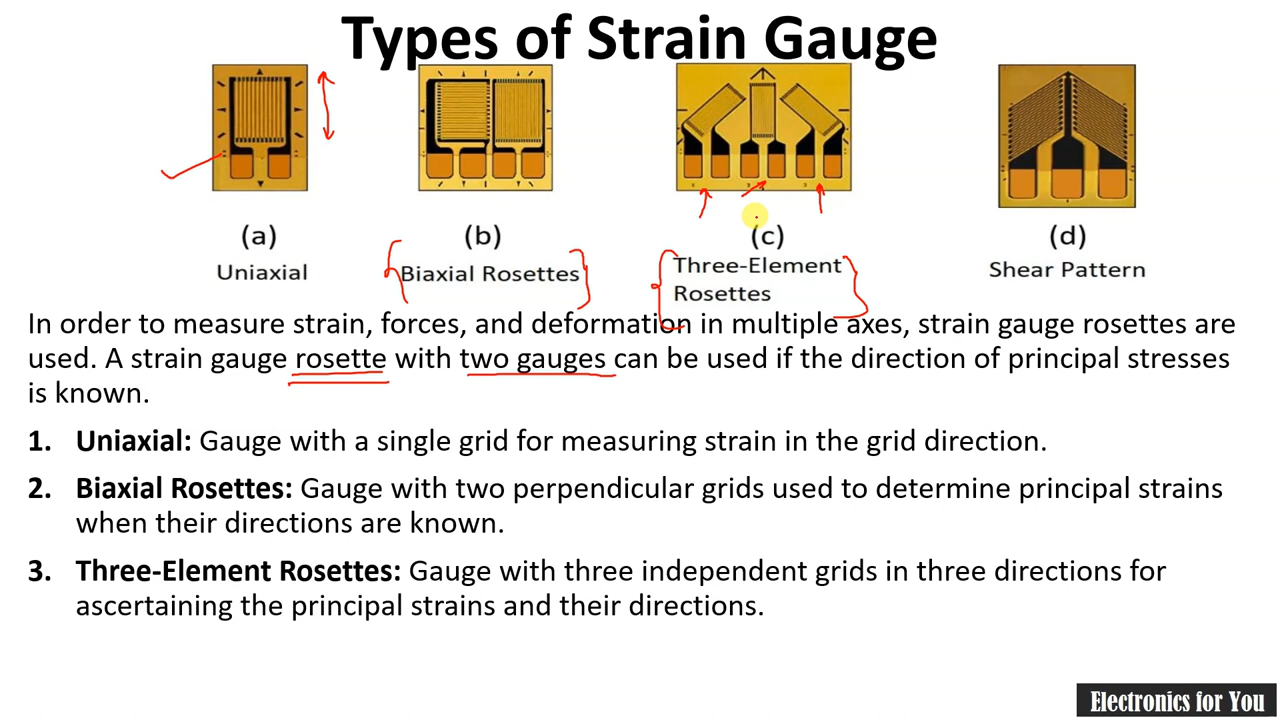 Types of Strain Gauge
(a)
Uniaxial
(b)
Biaxial Rosettes
(c)
Three-Element
Rosettes
(d)
Shear Pattern
In order to measure strain, forces, and deformation in multiple axes, strain gauge rosettes are
used. A strain gauge rosette with two gauges can be used if the direction of principal stresses
is known.
1. Uniaxial: Gauge with a single grid for measuring strain in the grid direction.
2. Biaxial Rosettes: Gauge with two perpendicular grids used to determine principal strains
when their directions are known.
3. Three-Element Rosettes: Gauge with three independent grids in three directions for
ascertaining the principal strains and their directions.
Electronics for You